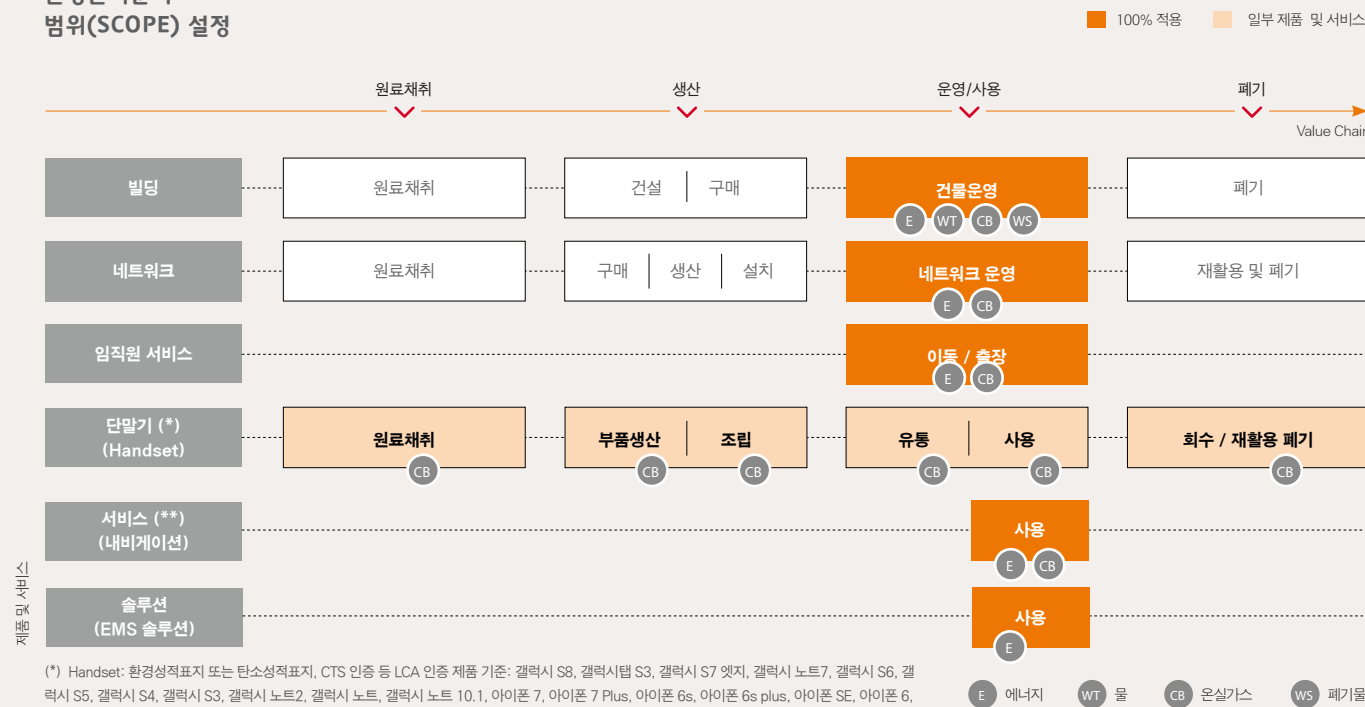 범위(SCOPE) 설정
100% 적용 일부 제품 및 서비스
원료채취 생산 운영/사용 폐기
Value Chain
빌딩 원료채취 건설 구매 건물운영 폐기
E WT CB WS
네트워크 원료채취 구매 생산 설치 네트워크 운영 재활용 및 폐기
E CB
임직원 서비스 이동 / 출장
E CB
단말기 (*)
(Handset)
원료채취 부품생산 조립 유통 사용 회수 / 재활용 폐기
CB CB CB CB CB CB
서비스 (**)
(내비게이션)
사용
E CB
제품 및 서비스
솔루션
(EMS 솔루션)
사용
E
(*) Handset: 환경성적표지 또는 탄소성적표지, CTS 인증 등 LCA 인증 제품 기준: 갤럭시 S8, 갤럭시탭 S3, 갤럭시 S7 엣지, 갤럭시 노트7, 갤럭시 S6, 갤
럭시 S5, 갤럭시 S4, 갤럭시 S3, 갤럭시 노트2, 갤럭시 노트, 갤럭시 노트 10.1, 아이폰 7, 아이폰 7 Plus, 아이폰 6s, 아이폰 6s plus, 아이폰 SE, 아이폰 6,
E 에너지 WT 물 CB 온실가스 WS 폐기물